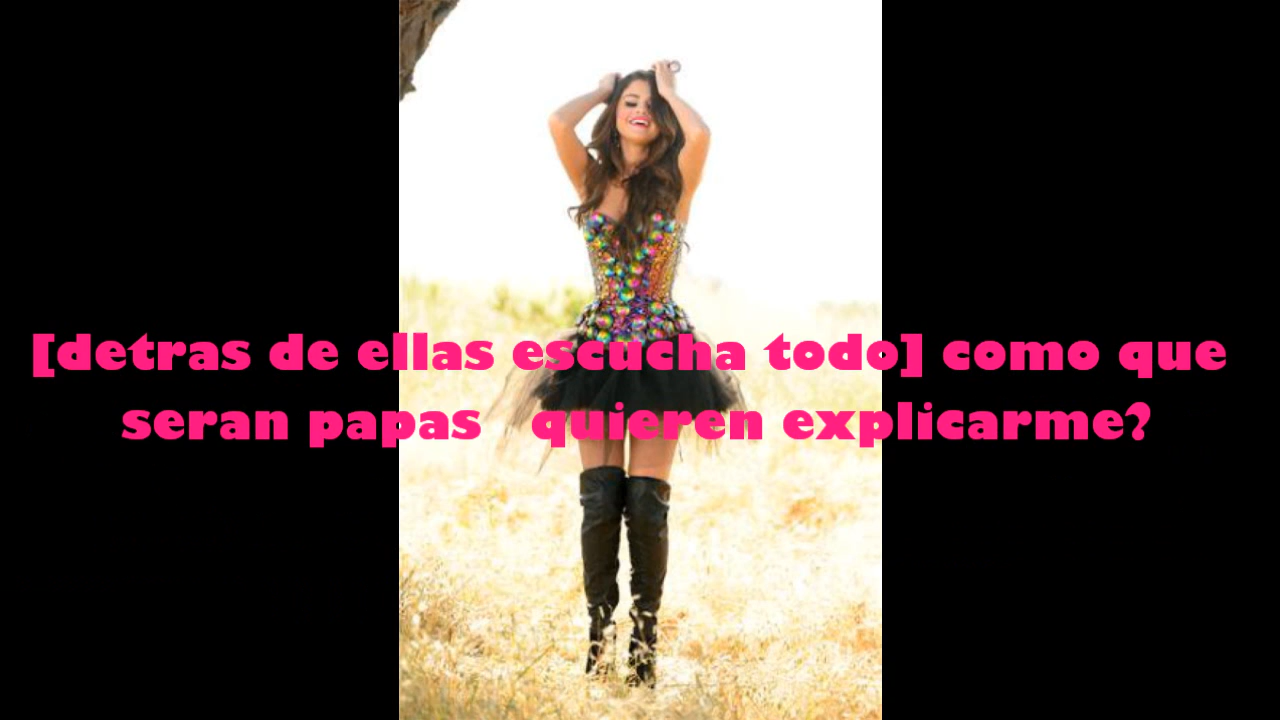 [detras de ellas escucha todo] como que
seran papas   quieren explicarme?